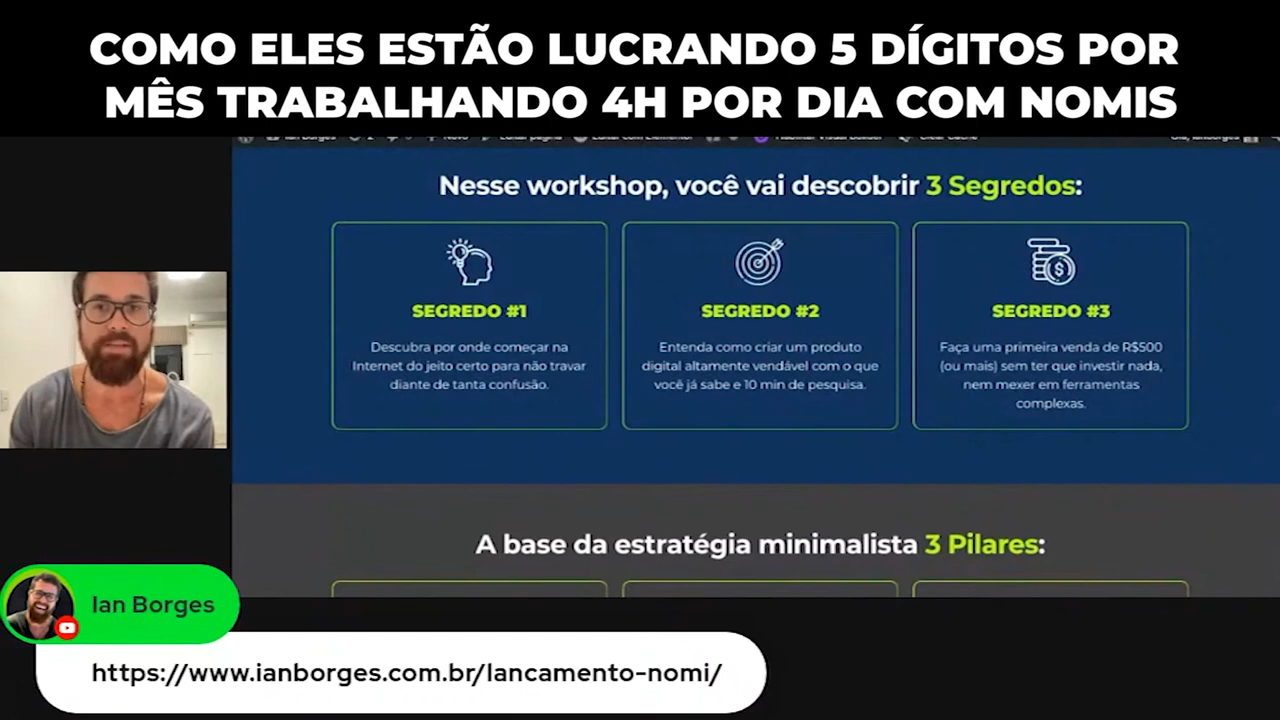 COMO ELES ESTÃO LUCRANDO 5 DÍGITOS POR
MÊS TRABALHANDO 4H POR DIA COM NOMIS
Nesse workshop, você vai descobrir 3 Segredos:
SEGREDO #1
Descubra por onde começar na
Internet do jeito certo para não travar
diante de tanta confusão.
SEGREDO #2
Entenda como criar um produto
digital altamente vendável com o que
você já sabe e 10 min de pesquisa.
SEGREDO #3
Faça uma primeira venda de R$500
(ou mais) sem ter que investir nada,
nem mexer em ferramentas
complexas.
A base da estratégia minimalista 3 Pilares:
Ian Borges
https://www.ianborges.com.br/lancamento-nomi/